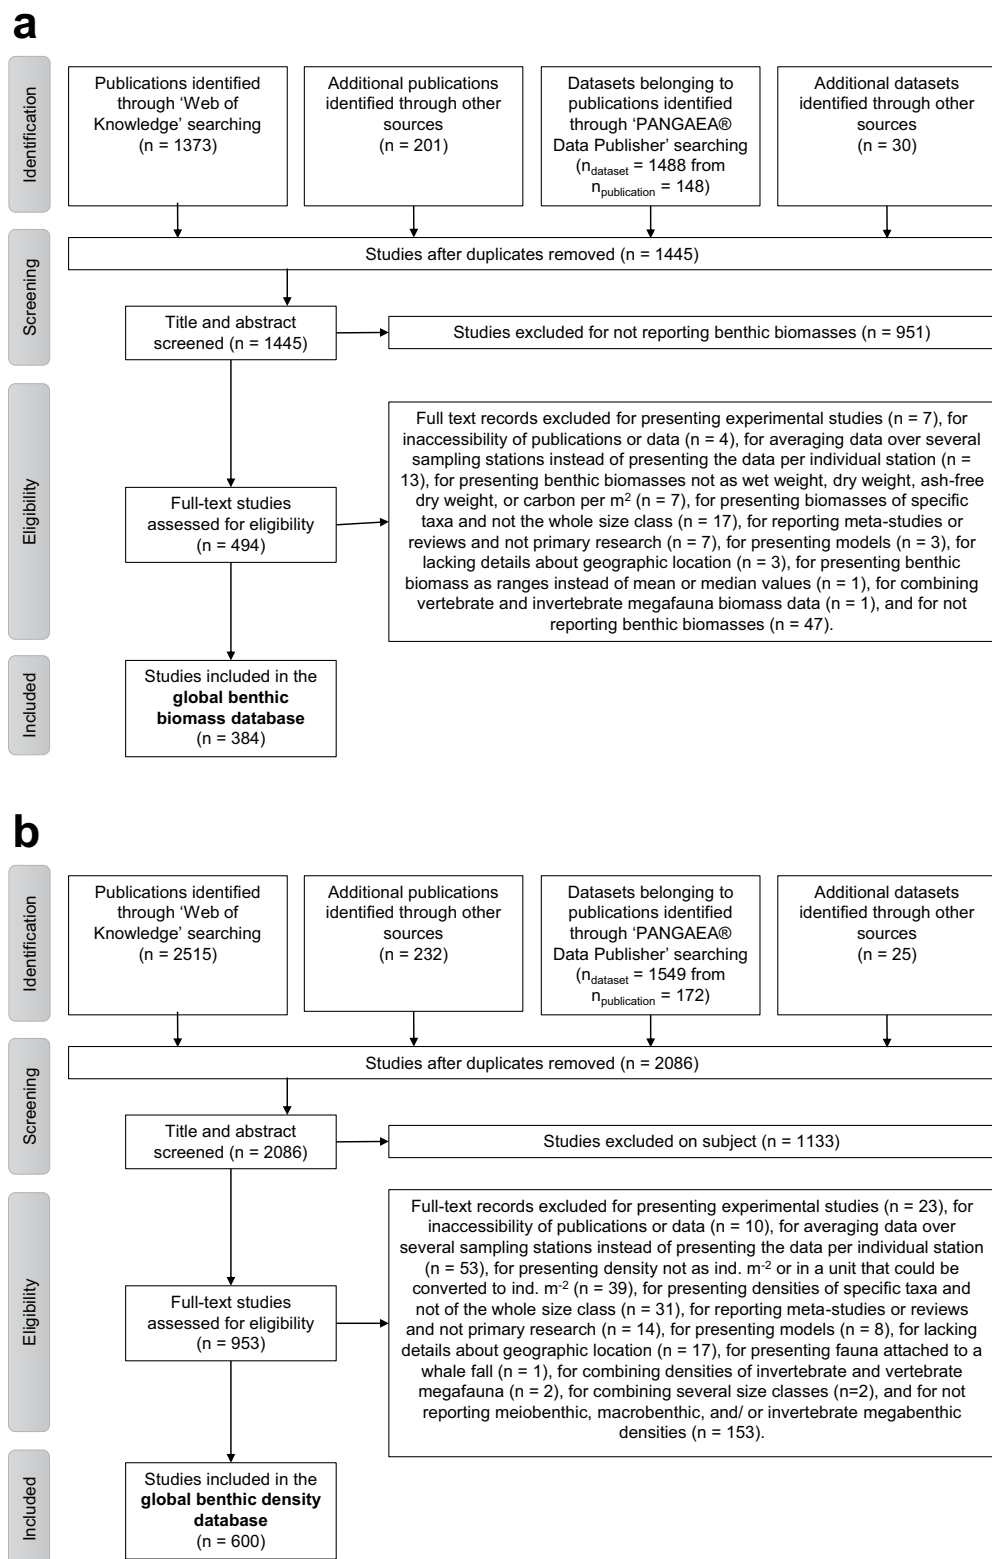 a
Identification
Publications identified
through ‘Web of
Knowledge’ searching
(n = 1373)
Additional publications
identified through other
sources
(n = 201)
Datasets belonging to
publications identified
through ‘PANGAEA®
Data Publisher’ searching
(ndataset = 1488 from
npublication = 148)
Additional datasets
identified through other
sources
(n = 30)
Screening
Studies after duplicates removed (n = 1445)
Title and abstract
screened (n = 1445)
Studies excluded for not reporting benthic biomasses (n = 951)
Eligibility
Full-text studies
assessed for eligibility
(n = 494)
Full text records excluded for presenting experimental studies (n = 7), for
inaccessibility of publications or data (n = 4), for averaging data over several
sampling stations instead of presenting the data per individual station (n =
13), for presenting benthic biomasses not as wet weight, dry weight, ash-free
dry weight, or carbon per m² (n = 7), for presenting biomasses of specific
taxa and not the whole size class (n = 17), for reporting meta-studies or
reviews and not primary research (n = 7), for presenting models (n = 3), for
lacking details about geographic location (n = 3), for presenting benthic
biomass as ranges instead of mean or median values (n = 1), for combining
vertebrate and invertebrate megafauna biomass data (n = 1), and for not
reporting benthic biomasses (n = 47).
Included
Studies included in the
global benthic
biomass database
(n = 384)
b
Identification
Publications identified
through ‘Web of
Knowledge’ searching
(n = 2515)
Additional publications
identified through other
sources
(n = 232)
Datasets belonging to
publications identified
through ‘PANGAEA®
Data Publisher’ searching
(ndataset = 1549 from
npublication = 172)
Additional datasets
identified through other
sources
(n = 25)
Screening
Studies after duplicates removed (n = 2086)
Title and abstract
screened (n = 2086)
Studies excluded on subject (n = 1133)
Eligibility
Full-text studies
assessed for eligibility
(n = 953)
Full-text records excluded for presenting experimental studies (n = 23), for
inaccessibility of publications or data (n = 10), for averaging data over
several sampling stations instead of presenting the data per individual station
(n = 53), for presenting density not as ind. m⁻² or in a unit that could be
converted to ind. m⁻² (n = 39), for presenting densities of specific taxa and
not of the whole size class (n = 31), for reporting meta-studies or reviews
and not primary research (n = 14), for presenting models (n = 8), for lacking
details about geographic location (n = 17), for presenting fauna attached to a
whale fall (n = 1), for combining densities of invertebrate and vertebrate
megafauna (n = 2), for combining several size classes (n=2), and for not
reporting meiobenthic, macrobenthic, and/ or invertebrate megabenthic
densities (n = 153).
Included
Studies included in the
global benthic density
database
(n = 600)